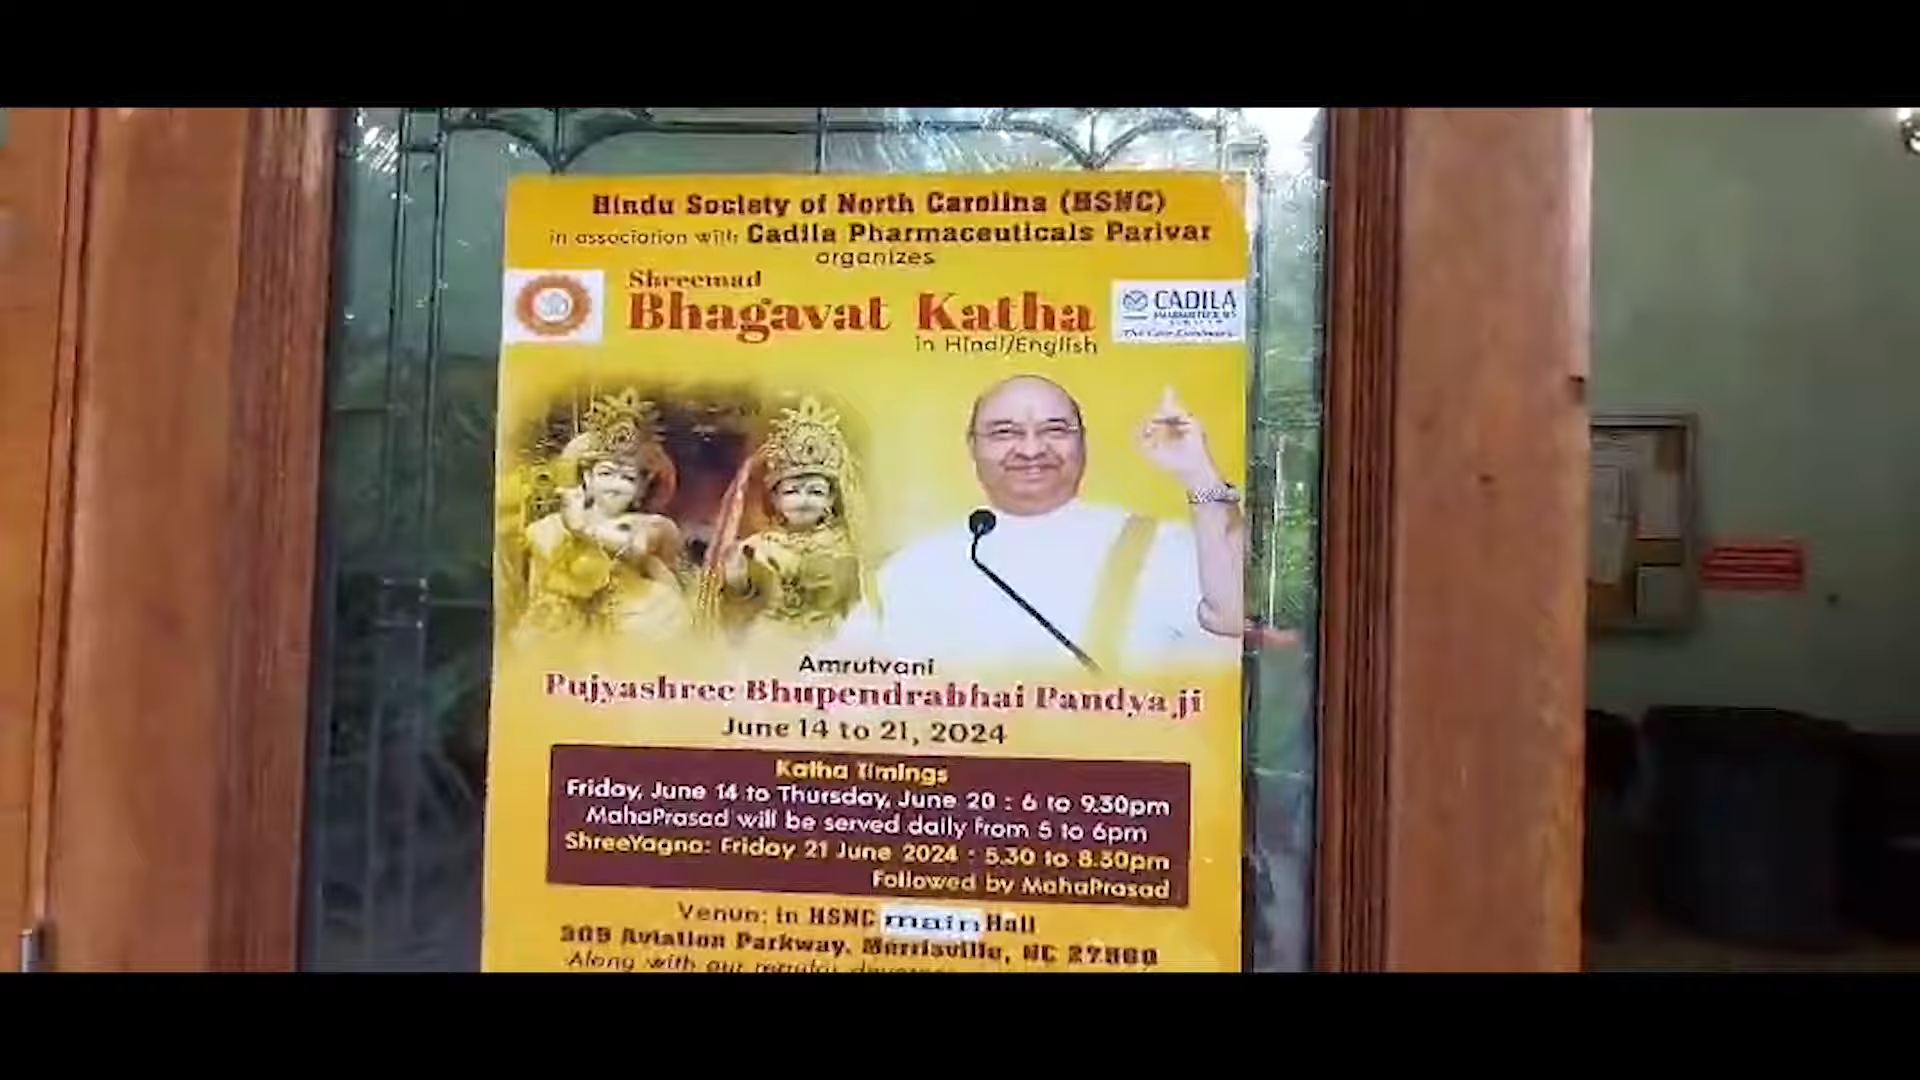 Hindu Society of North Carolina (HSNC)
in association with Cadila Pharmaceuticals Parivar
organizes
Shreemad
Bhagavat Katha
in Hindi/English
CADILA
Amrutvani
Pujyashree Bhupendrabhai Pandya ji
June 14 to 21, 2024
Katha Timings
Friday, June 14 to Thursday, June 20 : 6 to 9.30pm
MahaPrasad will be served daily from 5 to 6pm
ShreeYagna: Friday 21 June 2024 : 5.30 to 8.30pm
Followed by MahaPrasad
Venun: in HSNC main Hall
309 Aviation Parkway. Morrisville, NC 27560
Along with our regular